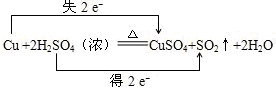 失 2 e⁻
Cu +2H₂SO₄（浓）≜CuSO₄+SO₂↑ +2H₂O
得 2 e⁻